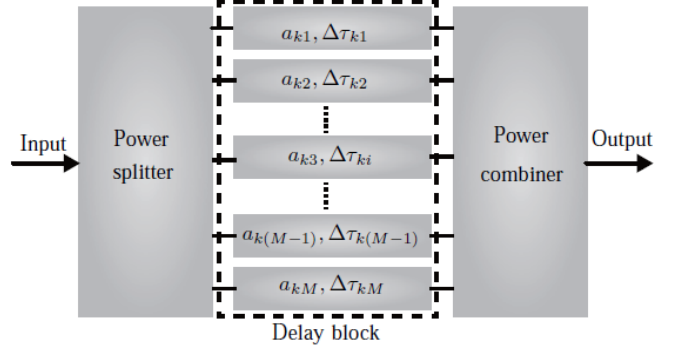 Input
Power
splitter
a_{k1}, Δτ_{k1}
a_{k2}, Δτ_{k2}
a_{k3}, Δτ_{ki}
a_{k(M−1)}, Δτ_{k(M−1)}
a_{kM}, Δτ_{kM}
Power
combiner
Output
Delay block